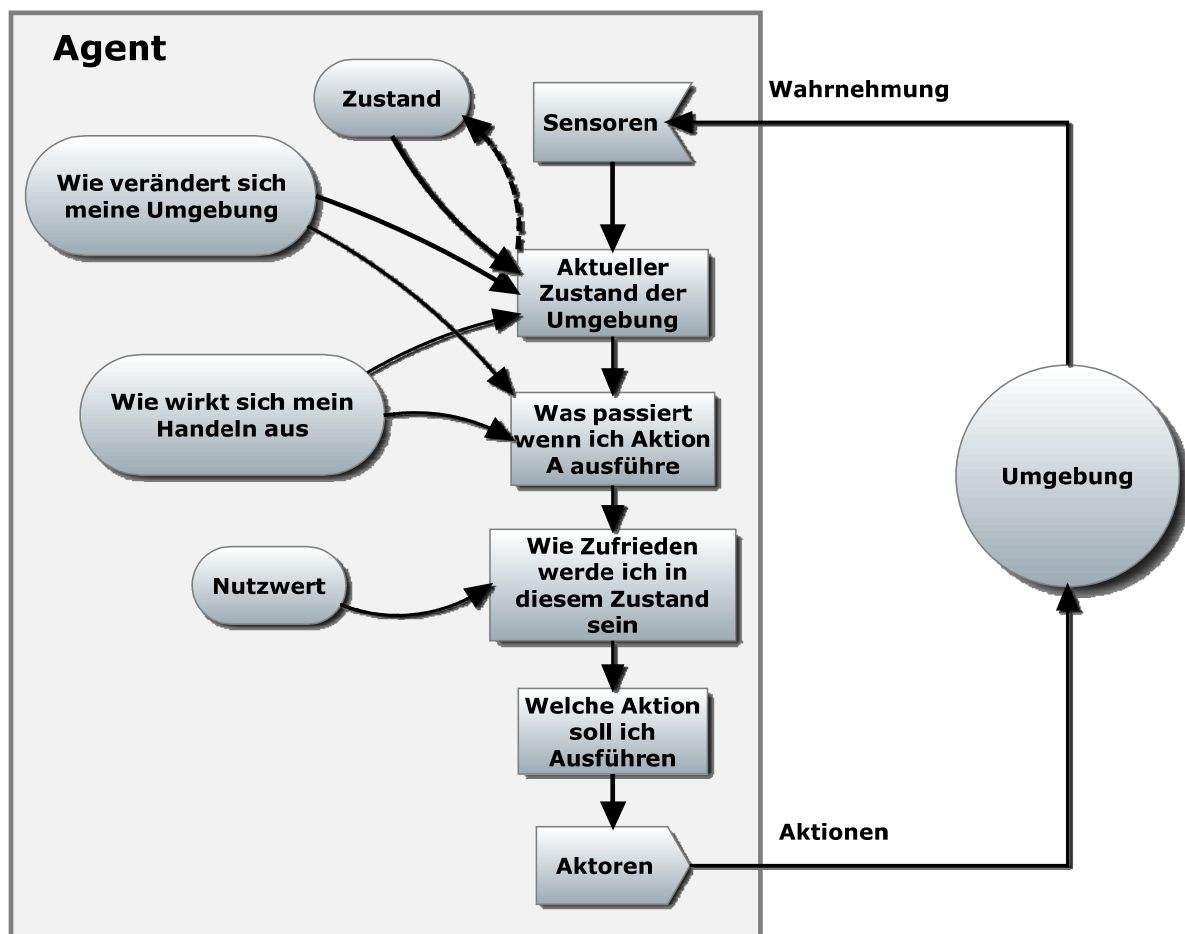 Agent
Zustand
Sensoren
Wahrnehmung
Wie verändert sich
meine Umgebung
Aktueller
Zustand der
Umgebung
Wie wirkt sich mein
Handeln aus
Was passiert
wenn ich Aktion
A ausführe
Umgebung
Nutzwert
Wie Zufrieden
werde ich in
diesem Zustand
sein
Welche Aktion
soll ich
Ausführen
Aktoren
Aktionen